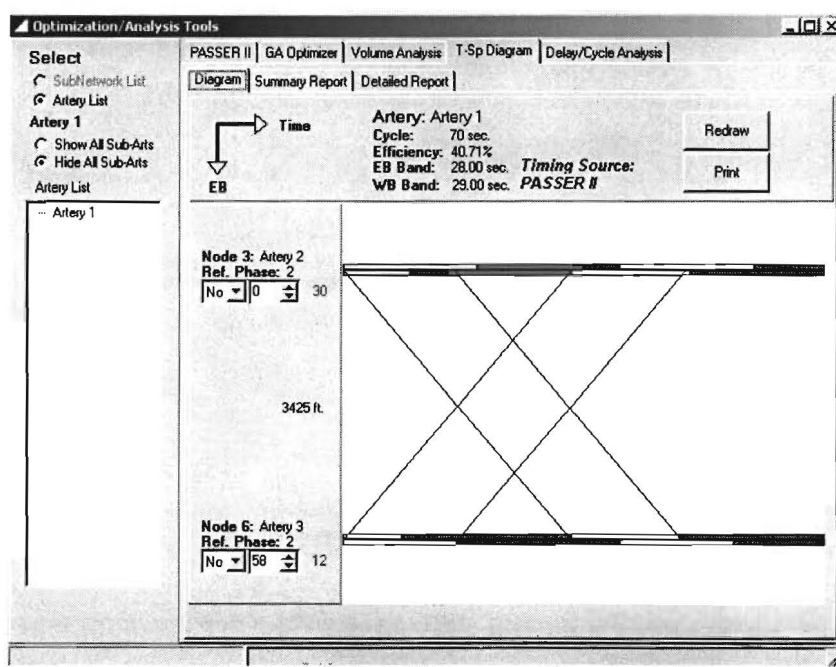 Optimization/Analysis Tools
Select
SubNetwork List
Artery List
Artery 1
Show All Sub-Arts
Hide All Sub-Arts
Artery List
Artery 1
PASSER II | GA Optimizer | Volume Analysis | T-Sp Diagram | Delay/Cycle Analysis
Diagram | Summary Report | Detailed Report
Time
EB
Artery: Artery 1
Cycle: 70 sec.
Efficiency: 40.71%
EB Band: 28.00 sec. Timing Source:
WB Band: 29.00 sec. PASSER II
Redraw
Print
Node 3: Artery 2
Ref. Phase: 2
No 0 30
3425 ft.
Node 6: Artery 3
Ref. Phase: 2
No 58 12